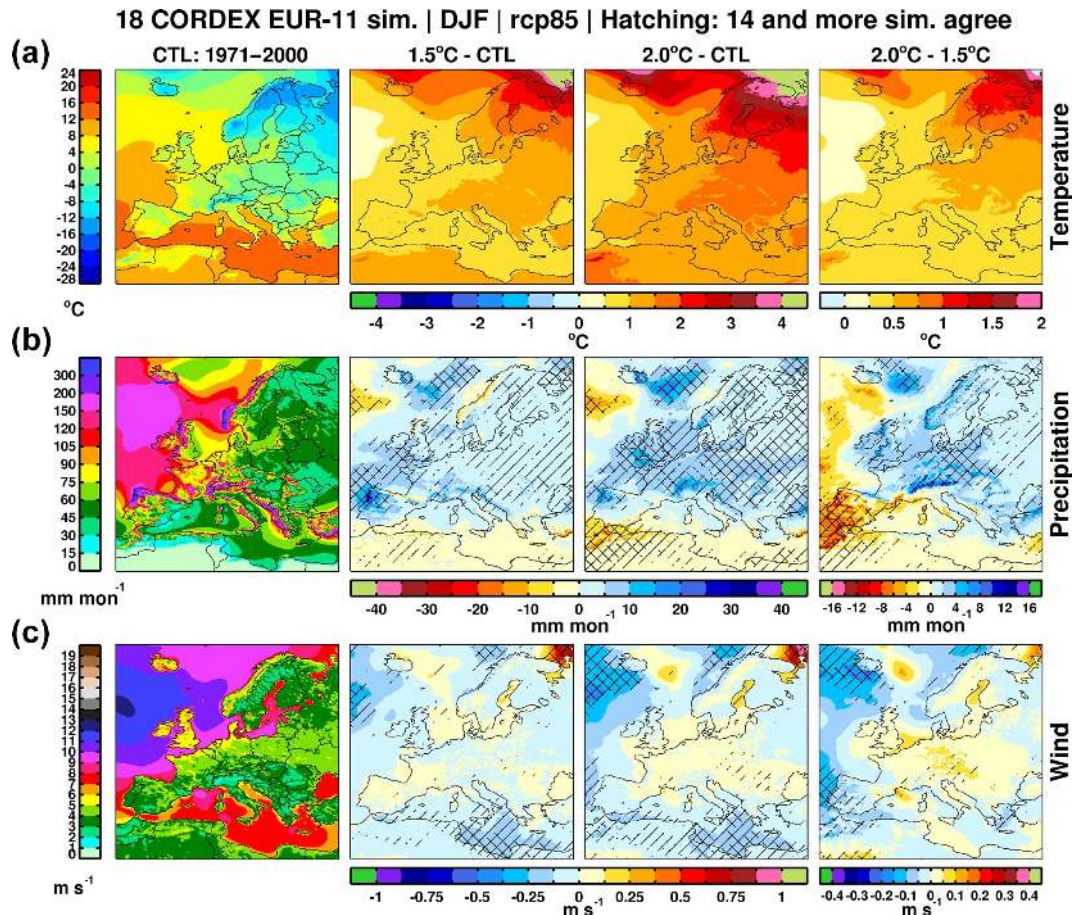 18 CORDEX EUR-11 sim. | DJF | rcp85 | Hatching: 14 and more sim. agree
(a)
CTL: 1971–2000
1.5°C - CTL
2.0°C - CTL
2.0°C - 1.5°C
24
20
16
12
8
4
0
-4
-8
-12
-16
-20
-24
-28
°C
Temperature
-4 -3 -2 -1 0 1 2 3 4
°C
°C
0 0.5 1 1.5 2
°C
(b)
300
200
150
120
105
90
75
60
45
30
15
0
mm mon-1
Precipitation
-40 -30 -20 -10 0 10 20 30 40
mm mon-1
-16 -12 -8 -4 0 4 8 12 16
mm mon-1
(c)
19
18
17
16
15
14
13
12
11
10
9
8
7
6
5
4
3
2
1
0
m s-1
Wind
-1 -0.75 -0.5 -0.25 0 0.25 0.5 0.75 1
m s-1
-0.4 -0.3 -0.2 -0.1 0 0.1 0.2 0.3 0.4
m s-1